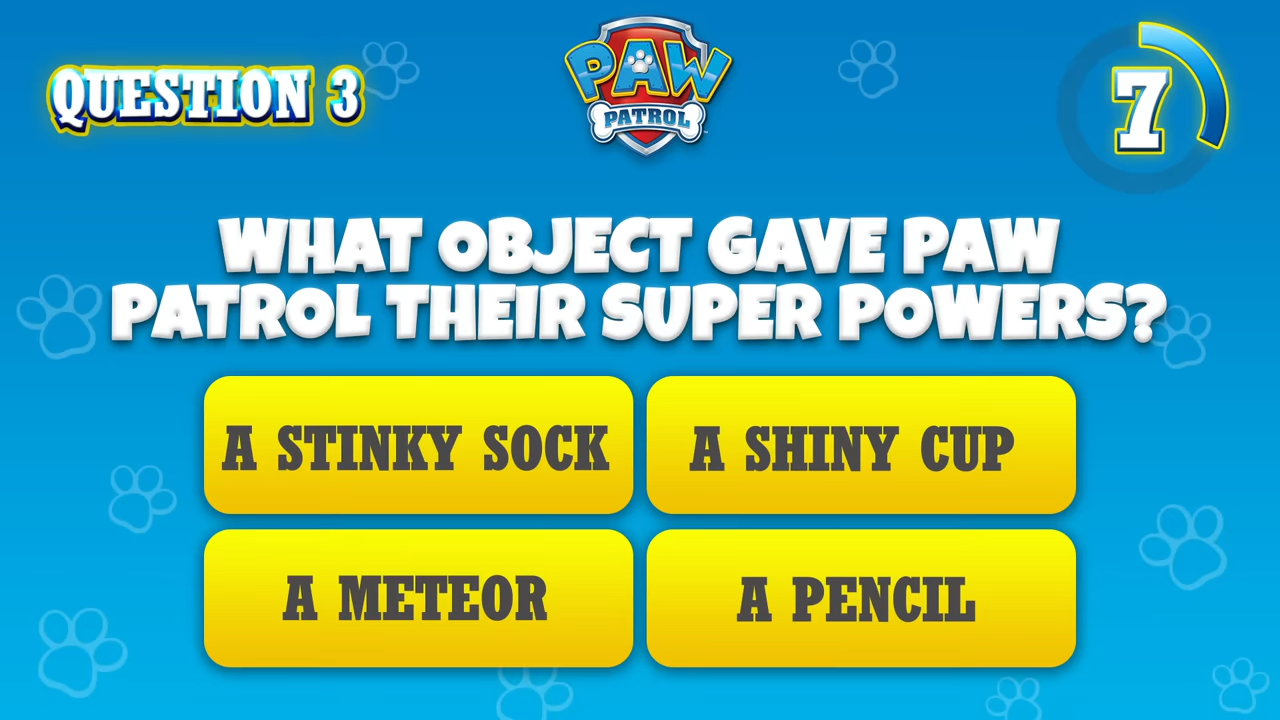 QUESTION 3
PAW
PATROL
7
WHAT OBJECT GAVE PAW
PATROL THEIR SUPER POWERS?
A STINKY SOCK
A SHINY CUP
A METEOR
A PENCIL